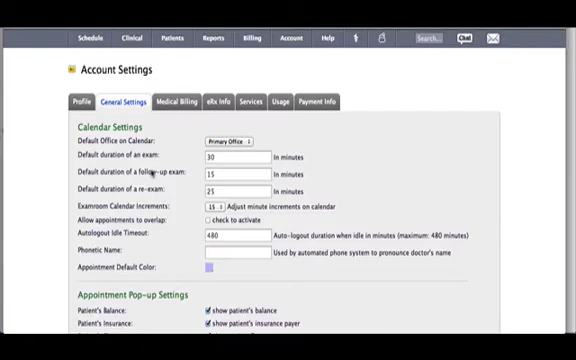 Schedule Clinical Patients Reports Billing Account Help Search... Chat
Account Settings
Profile General Settings Medical Billing eRx Info Services Usage Payment Info
Calendar Settings
Default Office on Calendar: Primary Office
Default duration of an exam: 30 In minutes
Default duration of a follow-up exam: 15 In minutes
Default duration of a re-exam: 25 In minutes
Examroom Calendar Increments: 15 Adjust minute increments on calendar
Allow appointments to overlap: check to activate
Autologout Idle Timeout: 480 Auto-logout duration when idle in minutes (maximum: 480 minutes)
Phonetic Name: Used by automated phone system to pronounce doctor's name
Appointment Default Color:
Appointment Pop-up Settings
Patient's Balance: show patient's balance
Patient's Insurance: show patient's insurance payer